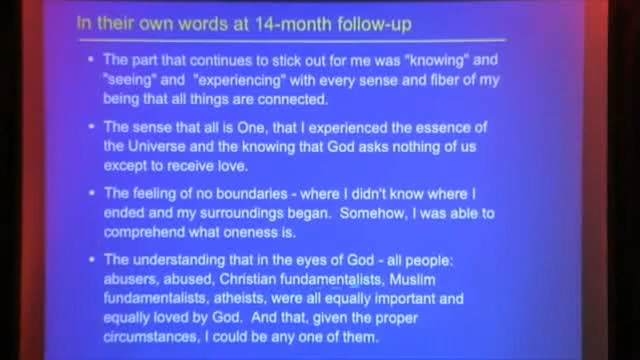 In their own words at 14-month follow-up
• The part that continues to stick out for me was "knowing" and
"seeing" and "experiencing" with every sense and fiber of my
being that all things are connected.
• The sense that all is One, that I experienced the essence of
the Universe and the knowing that God asks nothing of us
except to receive love.
• The feeling of no boundaries - where I didn't know where I
ended and my surroundings began. Somehow, I was able to
comprehend what oneness is.
• The understanding that in the eyes of God - all people:
abusers, abused, Christian fundamentalists, Muslim
fundamentalists, atheists, were all equally important and
equally loved by God. And that, given the proper
circumstances, I could be any one of them.